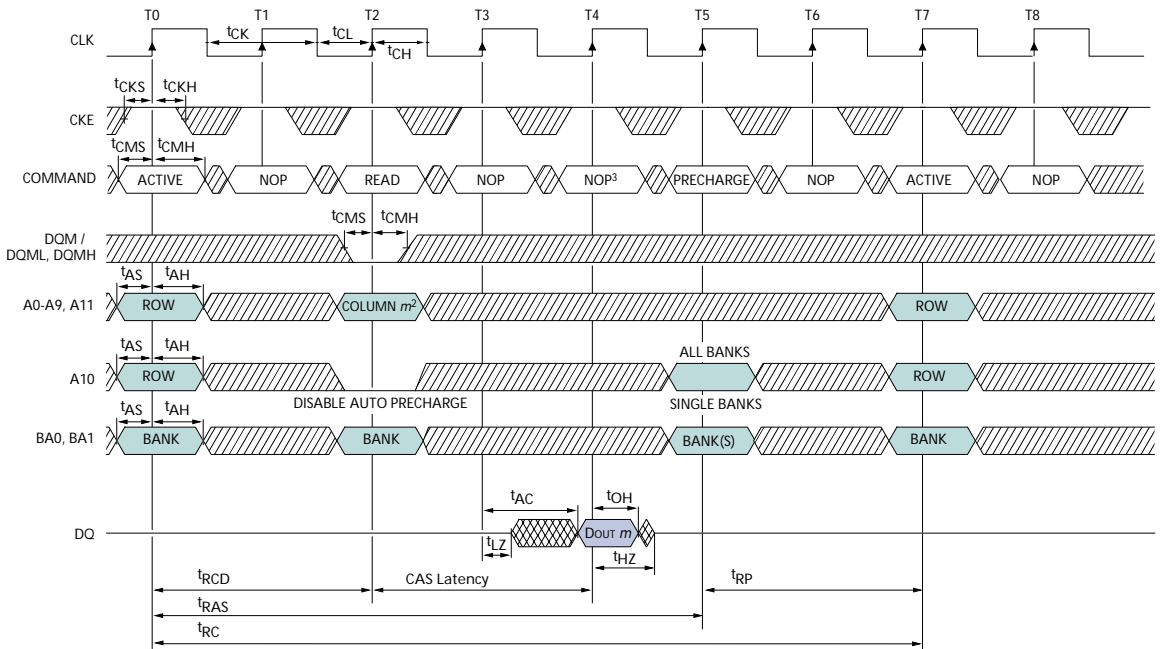 T0 T1 T2 T3 T4 T5 T6 T7 T8
CLK
tCK tCL
tCH
tCKS tCKH
CKE
tCMS tCMH
COMMAND ACTIVE NOP READ NOP NOP3 PRECHARGE NOP ACTIVE NOP
tCMS tCMH
DQM /
DQML, DQMH
tAS tAH
A0-A9, A11 ROW COLUMN m2 ROW
tAS tAH ALL BANKS
A10 ROW ROW
DISABLE AUTO PRECHARGE SINGLE BANKS
tAS tAH
BA0, BA1 BANK BANK BANK(S) BANK
tAC tOH
DQ DOUT m
tLZ tHZ
tRCD CAS Latency tRP
tRAS
tRC